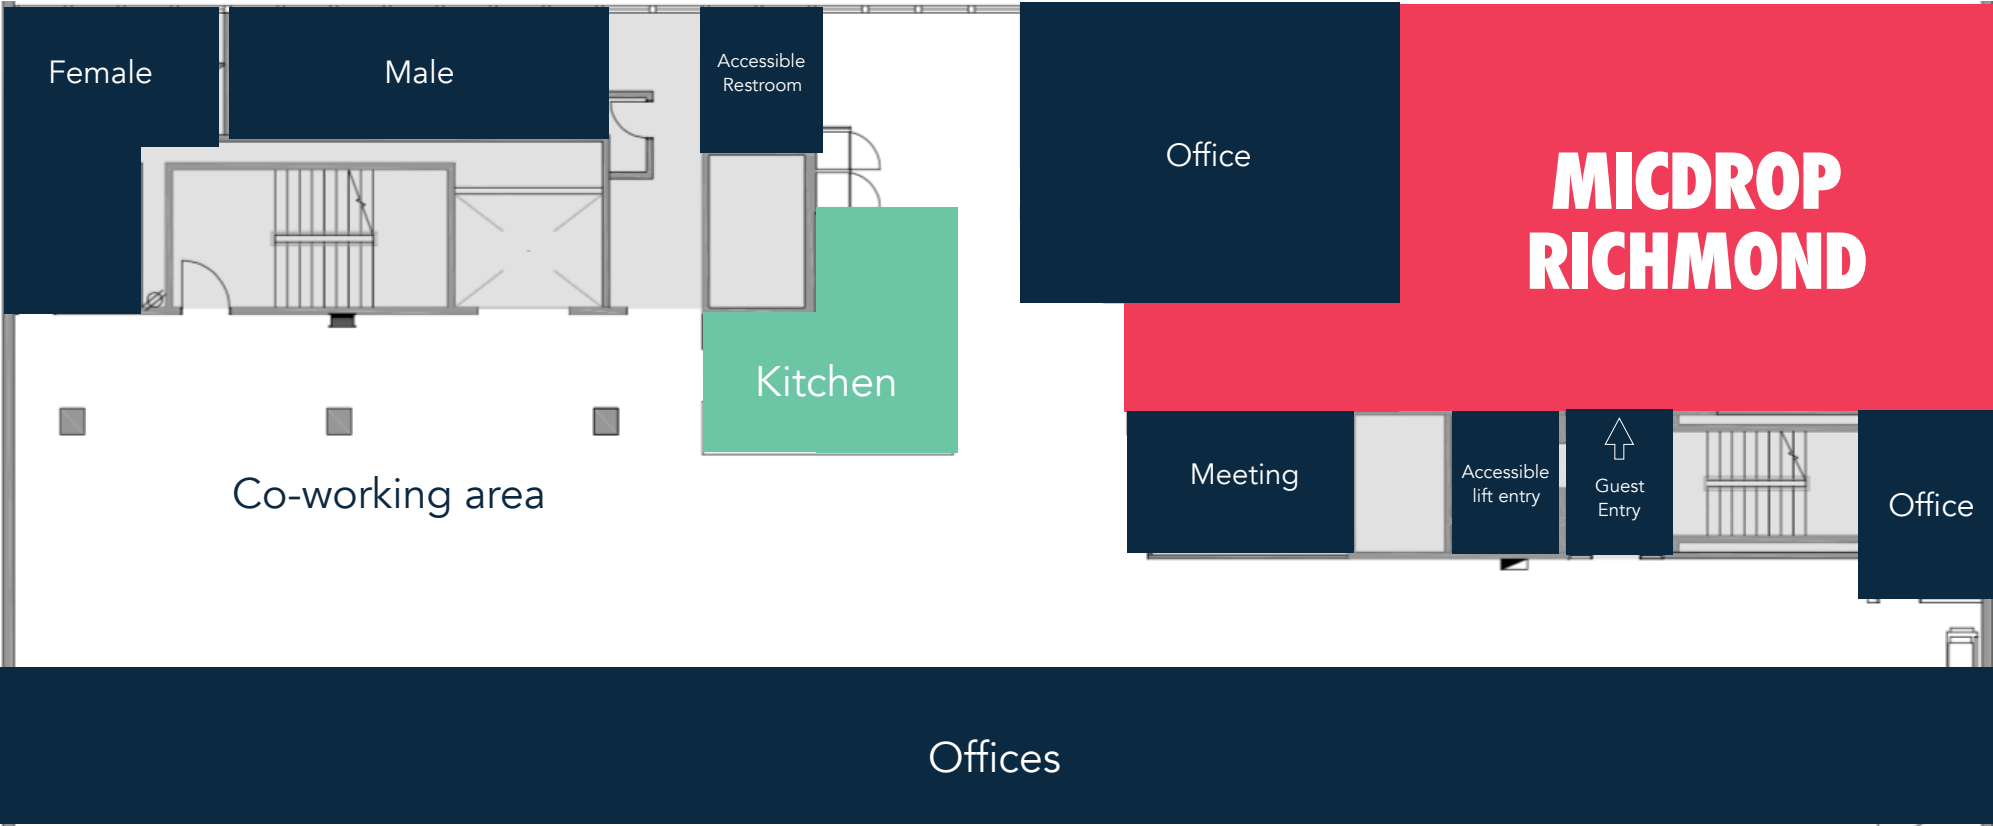 Female
Male
Accessible
Restroom
Office
MICDROP
RICHMOND
Kitchen
Co-working area
Meeting
Accessible
lift entry
Guest
Entry
Office
Offices